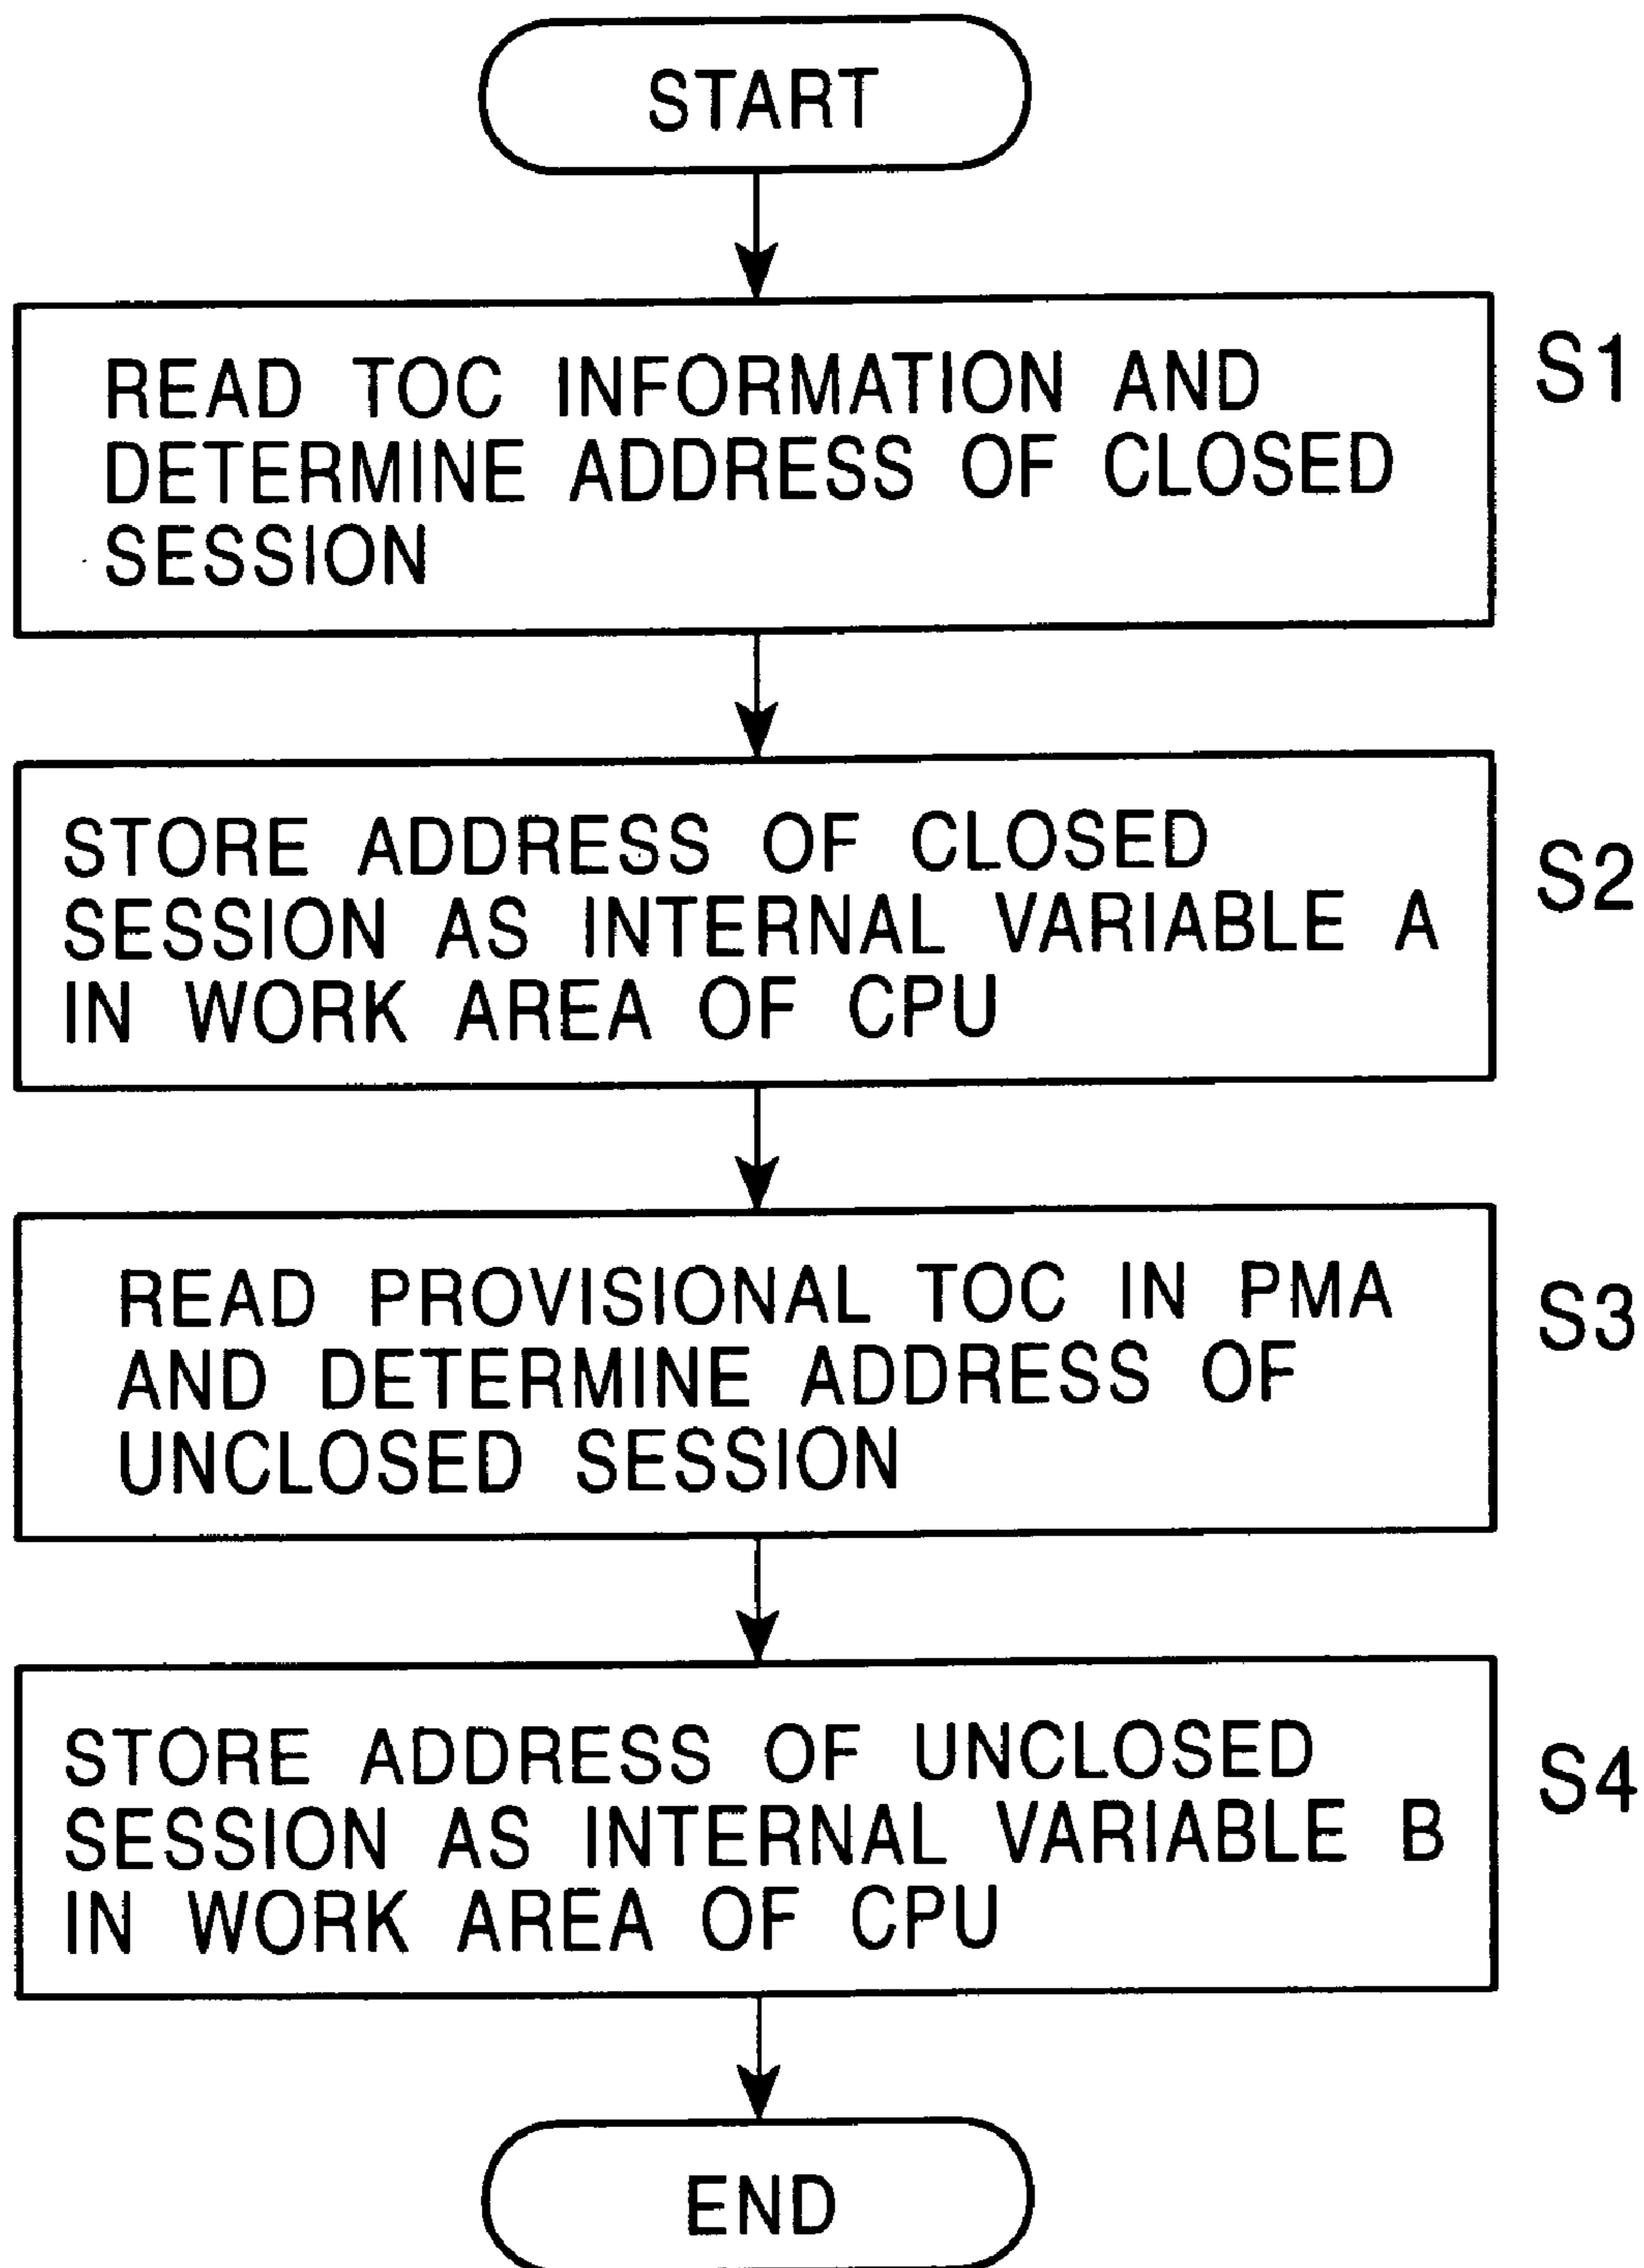 START
READ TOC INFORMATION AND
DETERMINE ADDRESS OF CLOSED
SESSION
S1
STORE ADDRESS OF CLOSED
SESSION AS INTERNAL VARIABLE A
IN WORK AREA OF CPU
S2
READ PROVISIONAL TOC IN PMA
AND DETERMINE ADDRESS OF
UNCLOSED SESSION
S3
STORE ADDRESS OF UNCLOSED
SESSION AS INTERNAL VARIABLE B
IN WORK AREA OF CPU
S4
END